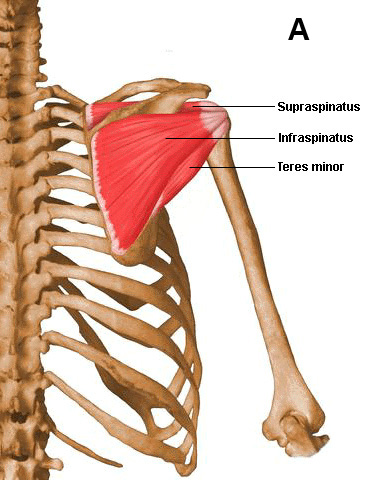 A
Supraspinatus
Infraspinatus
Teres minor